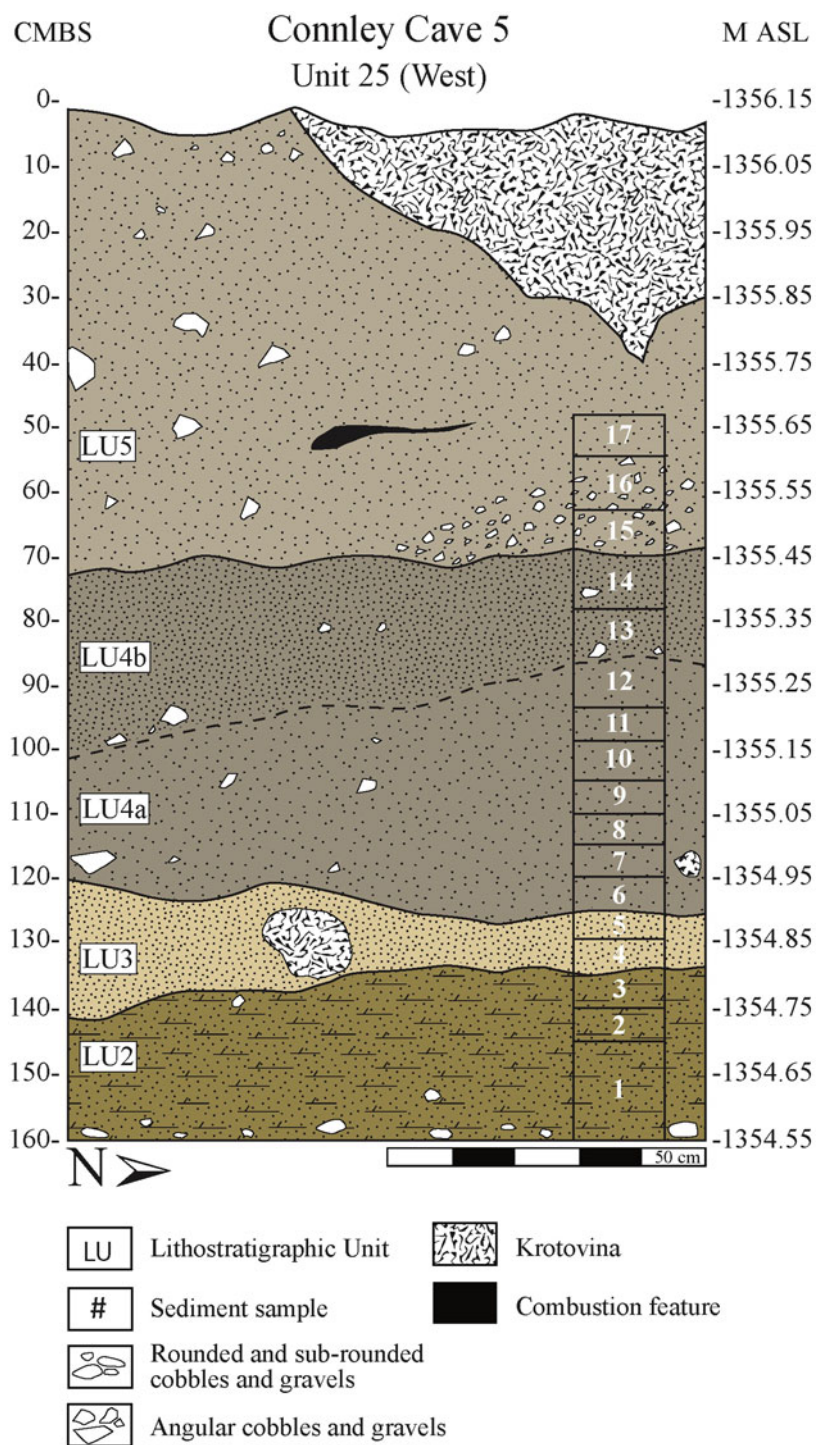 CMBS Connley Cave 5 M ASL
Unit 25 (West)
0- -1356.15
10- -1356.05
20- -1355.95
30- -1355.85
40- -1355.75
50- -1355.65
17
LU5
16
60- -1355.55
15
70- -1355.45
14
80- -1355.35
13
LU4b
12
90- -1355.25
11
100- -1355.15
10
9
LU4a
110- -1355.05
8
7
120- -1354.95
6
5
130- -1354.85
4
LU3
3
140- -1354.75
2
LU2
150- -1354.65
1
160- -1354.55
N 50 cm
LU Lithostratigraphic Unit Krotovina
# Sediment sample Combustion feature
Rounded and sub-rounded
cobbles and gravels
Angular cobbles and gravels